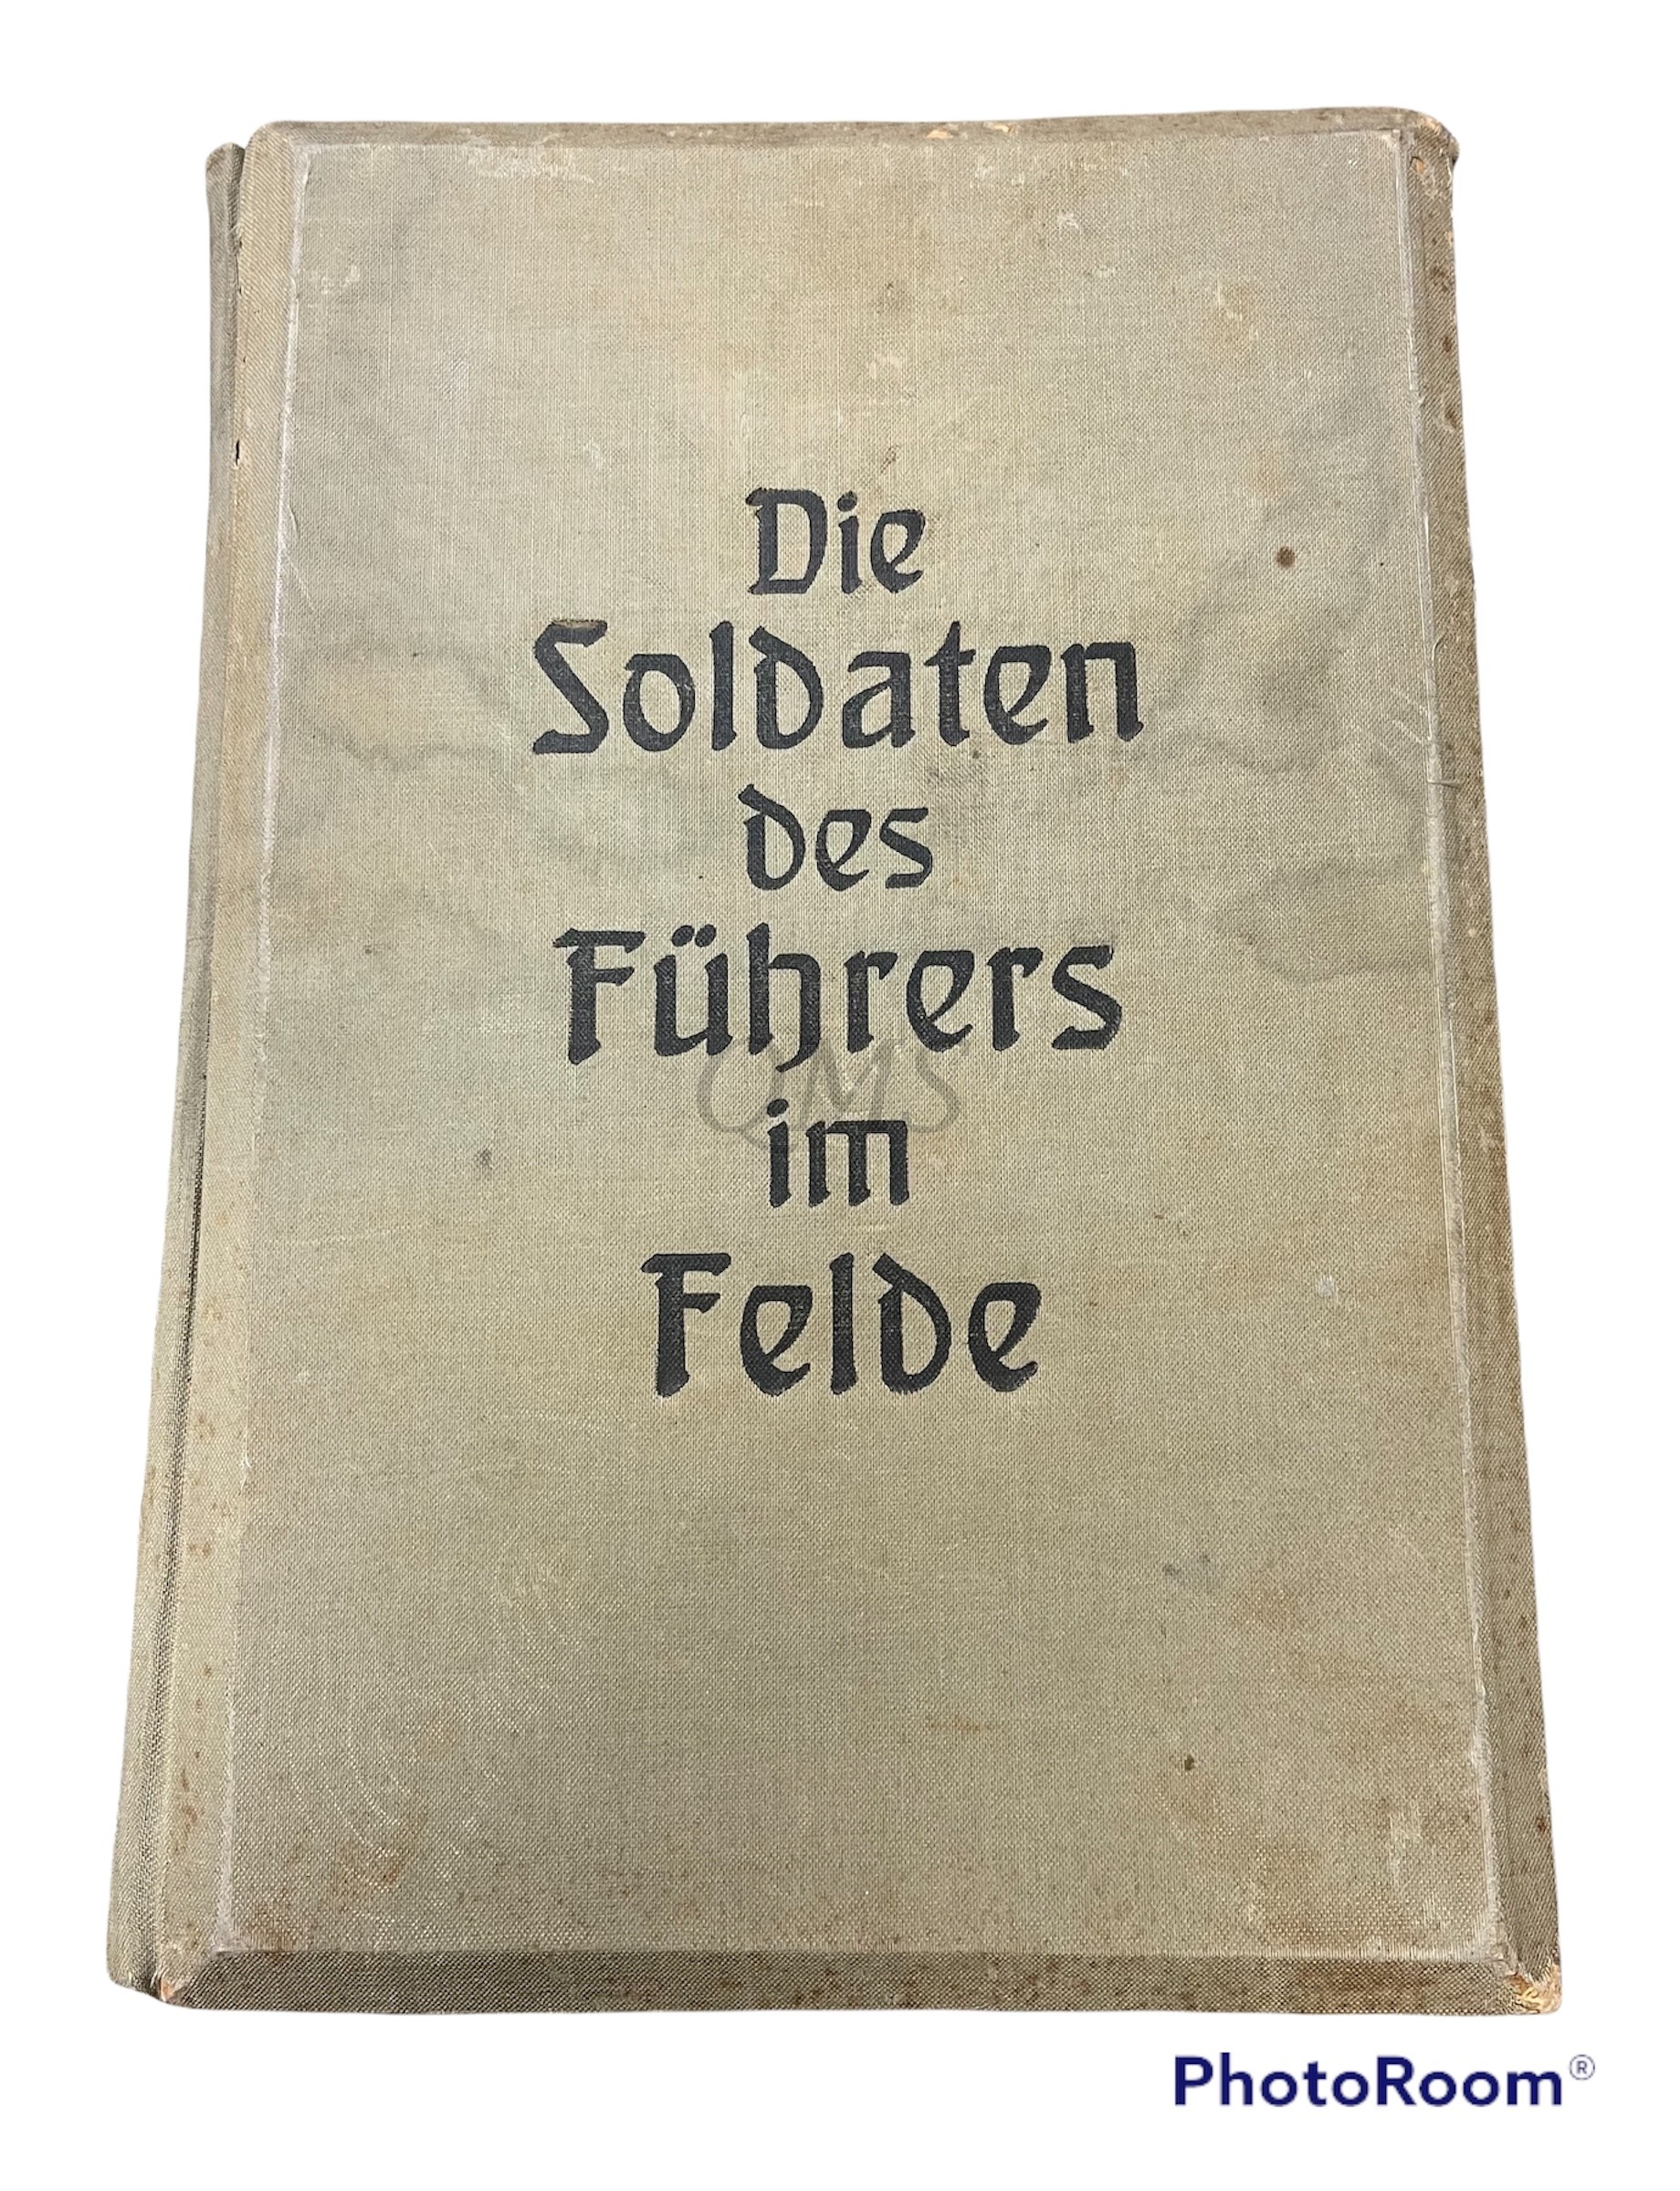 Die
Soldaten
des
Führers
im
Felde
PhotoRoom®